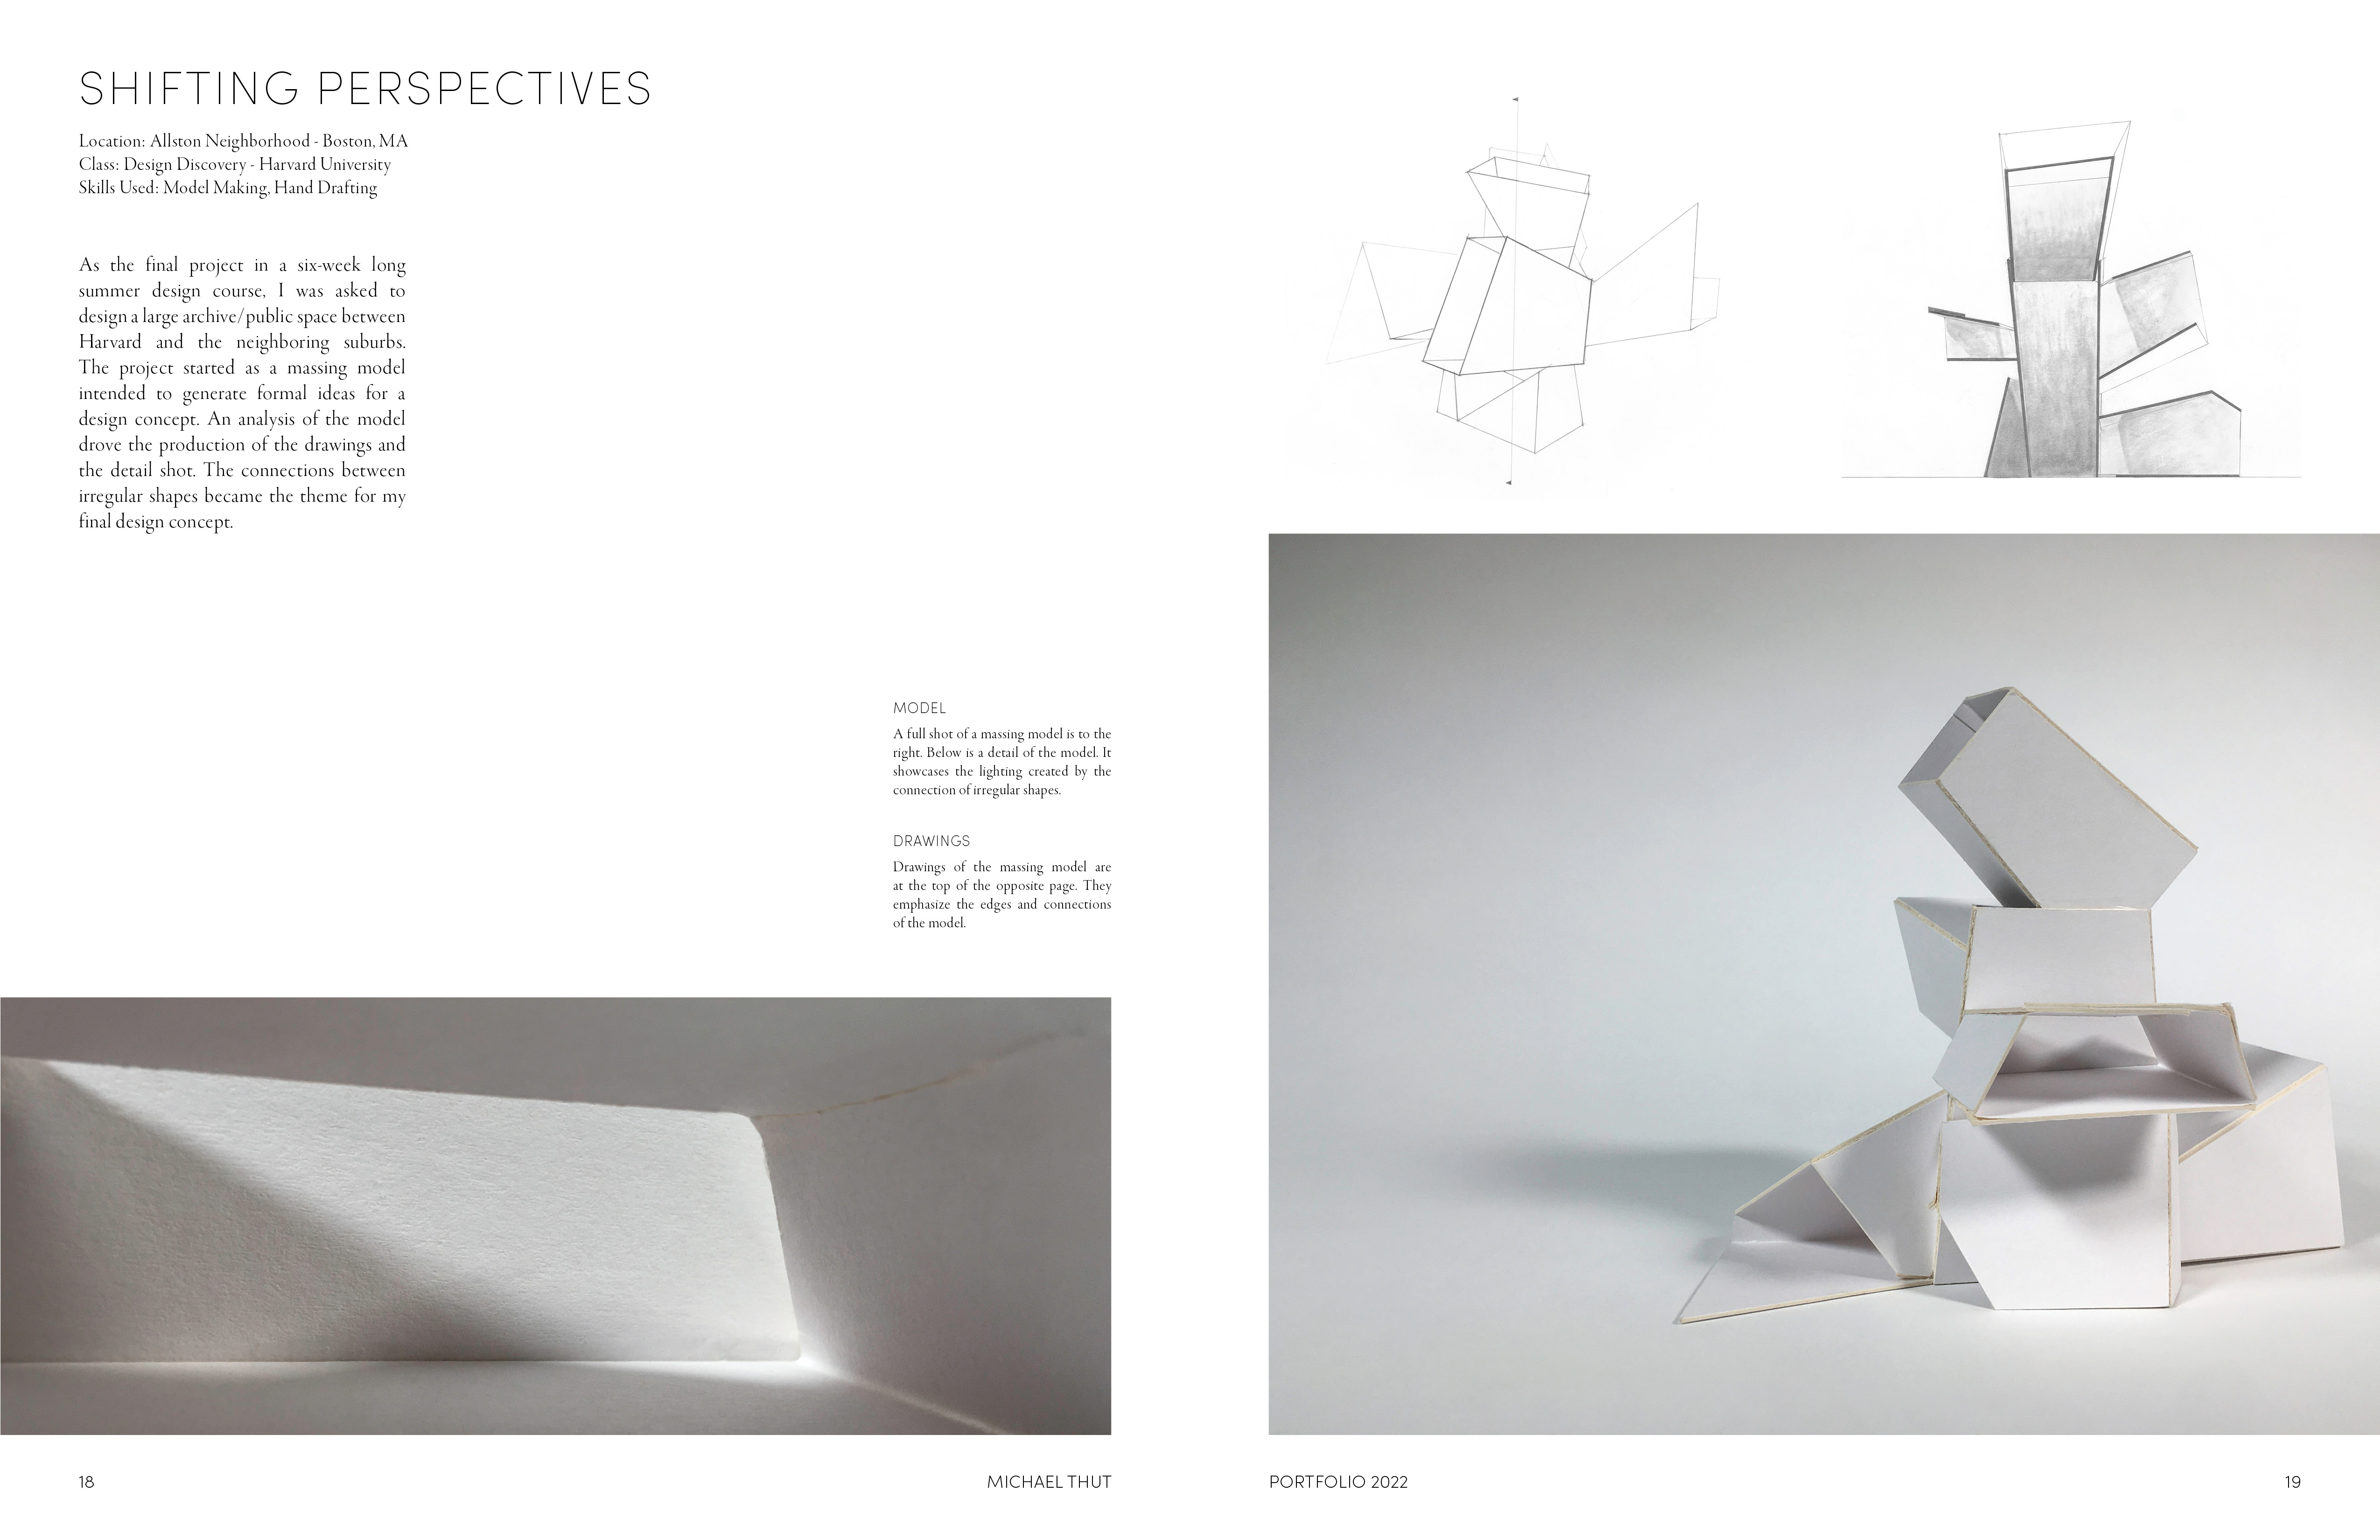 SHIFTING PERSPECTIVES
Location: Allston Neighborhood - Boston, MA
Class: Design Discovery - Harvard University
Skills Used: Model Making, Hand Drafting
As the final project in a six-week long
summer design course, I was asked to
design a large archive/public space between
Harvard and the neighboring suburbs.
The project started as a massing model
intended to generate formal ideas for a
design concept. An analysis of the model
drove the production of the drawings and
the detail shot. The connections between
irregular shapes became the theme for my
final design concept.
MODEL
A full shot of a massing model is to the
right. Below is a detail of the model. It
showcases the lighting created by the
connection of irregular shapes.
DRAWINGS
Drawings of the massing model are
at the top of the opposite page. They
emphasize the edges and connections
of the model.
18
MICHAEL THUT
PORTFOLIO 2022
19